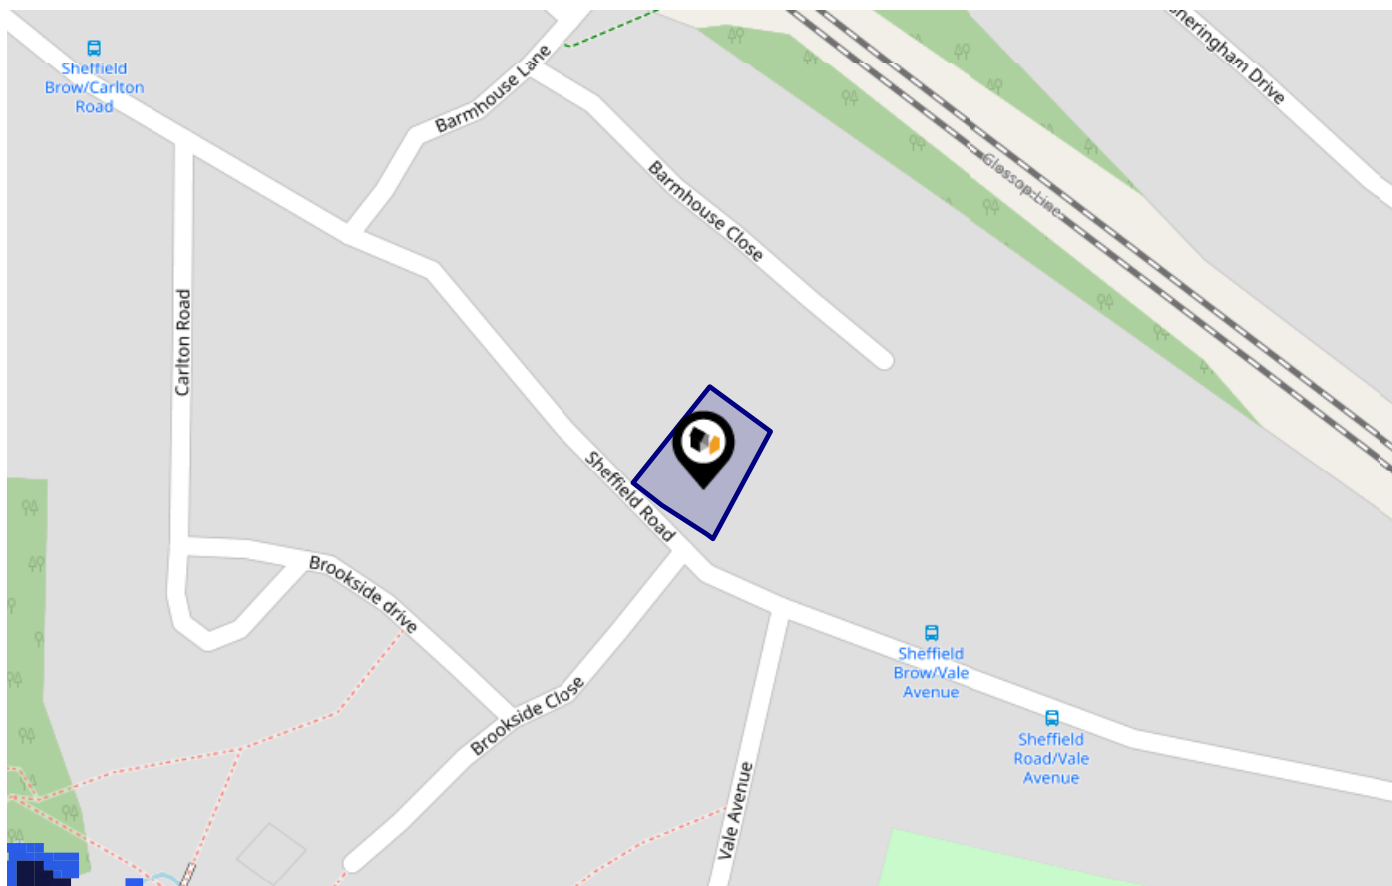 Sheffield
Brow/Carlton
Road
Barmhouse Lane
heringham Drive
Glossop Line
Barmhouse Close
Carlton Road
Sheffield Road
Brookside drive
Sheffield
Brow/Vale
Avenue
Brookside Close
Sheffield
Road/Vale
Avenue
Vale Avenue